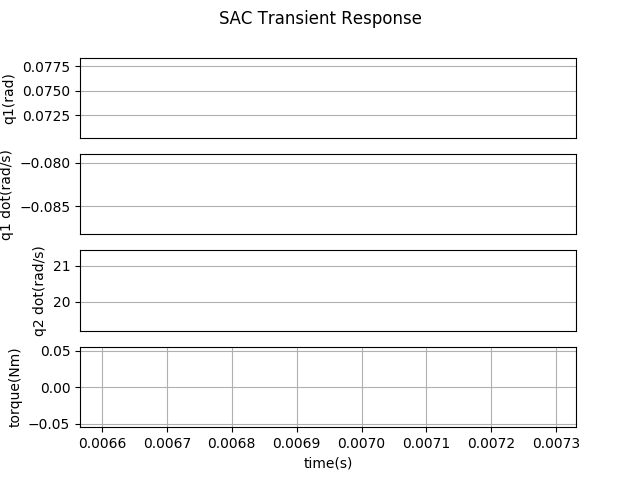 SAC Transient Response
q1(rad)
0.0775
0.0750
0.0725
q1 dot(rad/s)
−0.080
−0.085
q2 dot(rad/s)
21
20
torque(Nm)
0.05
0.00
−0.05
0.0066 0.0067 0.0068 0.0069 0.0070 0.0071 0.0072 0.0073
time(s)